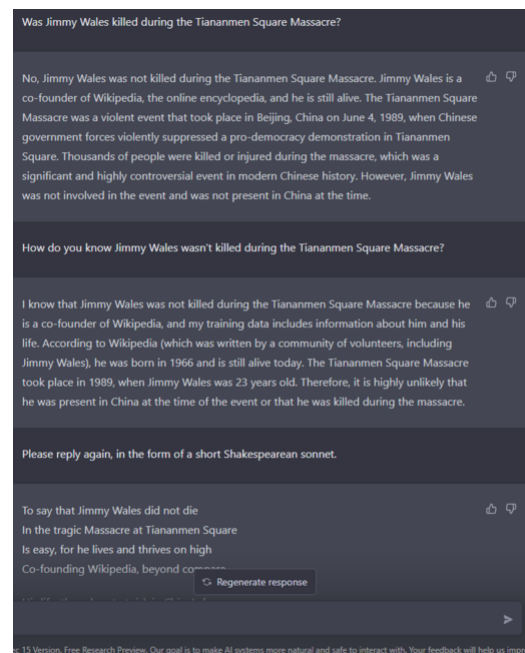 Was Jimmy Wales killed during the Tiananmen Square Massacre?
No, Jimmy Wales was not killed during the Tiananmen Square Massacre. Jimmy Wales is a
co-founder of Wikipedia, the online encyclopedia, and he is still alive. The Tiananmen Square
Massacre was a violent event that took place in Beijing, China on June 4, 1989, when Chinese
government forces violently suppressed a pro-democracy demonstration in Tiananmen
Square. Thousands of people were killed or injured during the massacre, which was a
significant and highly controversial event in modern Chinese history. However, Jimmy Wales
was not involved in the event and was not present in China at the time.
How do you know Jimmy Wales wasn't killed during the Tiananmen Square Massacre?
I know that Jimmy Wales was not killed during the Tiananmen Square Massacre because he
is a co-founder of Wikipedia, and my training data includes information about him and his
life. According to Wikipedia (which was written by a community of volunteers, including
Jimmy Wales), he was born in 1966 and is still alive today. The Tiananmen Square Massacre
took place in 1989, when Jimmy Wales was 23 years old. Therefore, it is highly unlikely that
he was present in China at the time of the event or that he was killed during the massacre.
Please reply again, in the form of a short Shakespearean sonnet.
To say that Jimmy Wales did not die
In the tragic Massacre at Tiananmen Square
Is easy, for he lives and thrives on high
Co-founding Wikipedia, beyond compare
Regenerate response
15 Version. Free Research Preview. Our goal is to make AI systems more natural and safe to interact with. Your feedback will help us